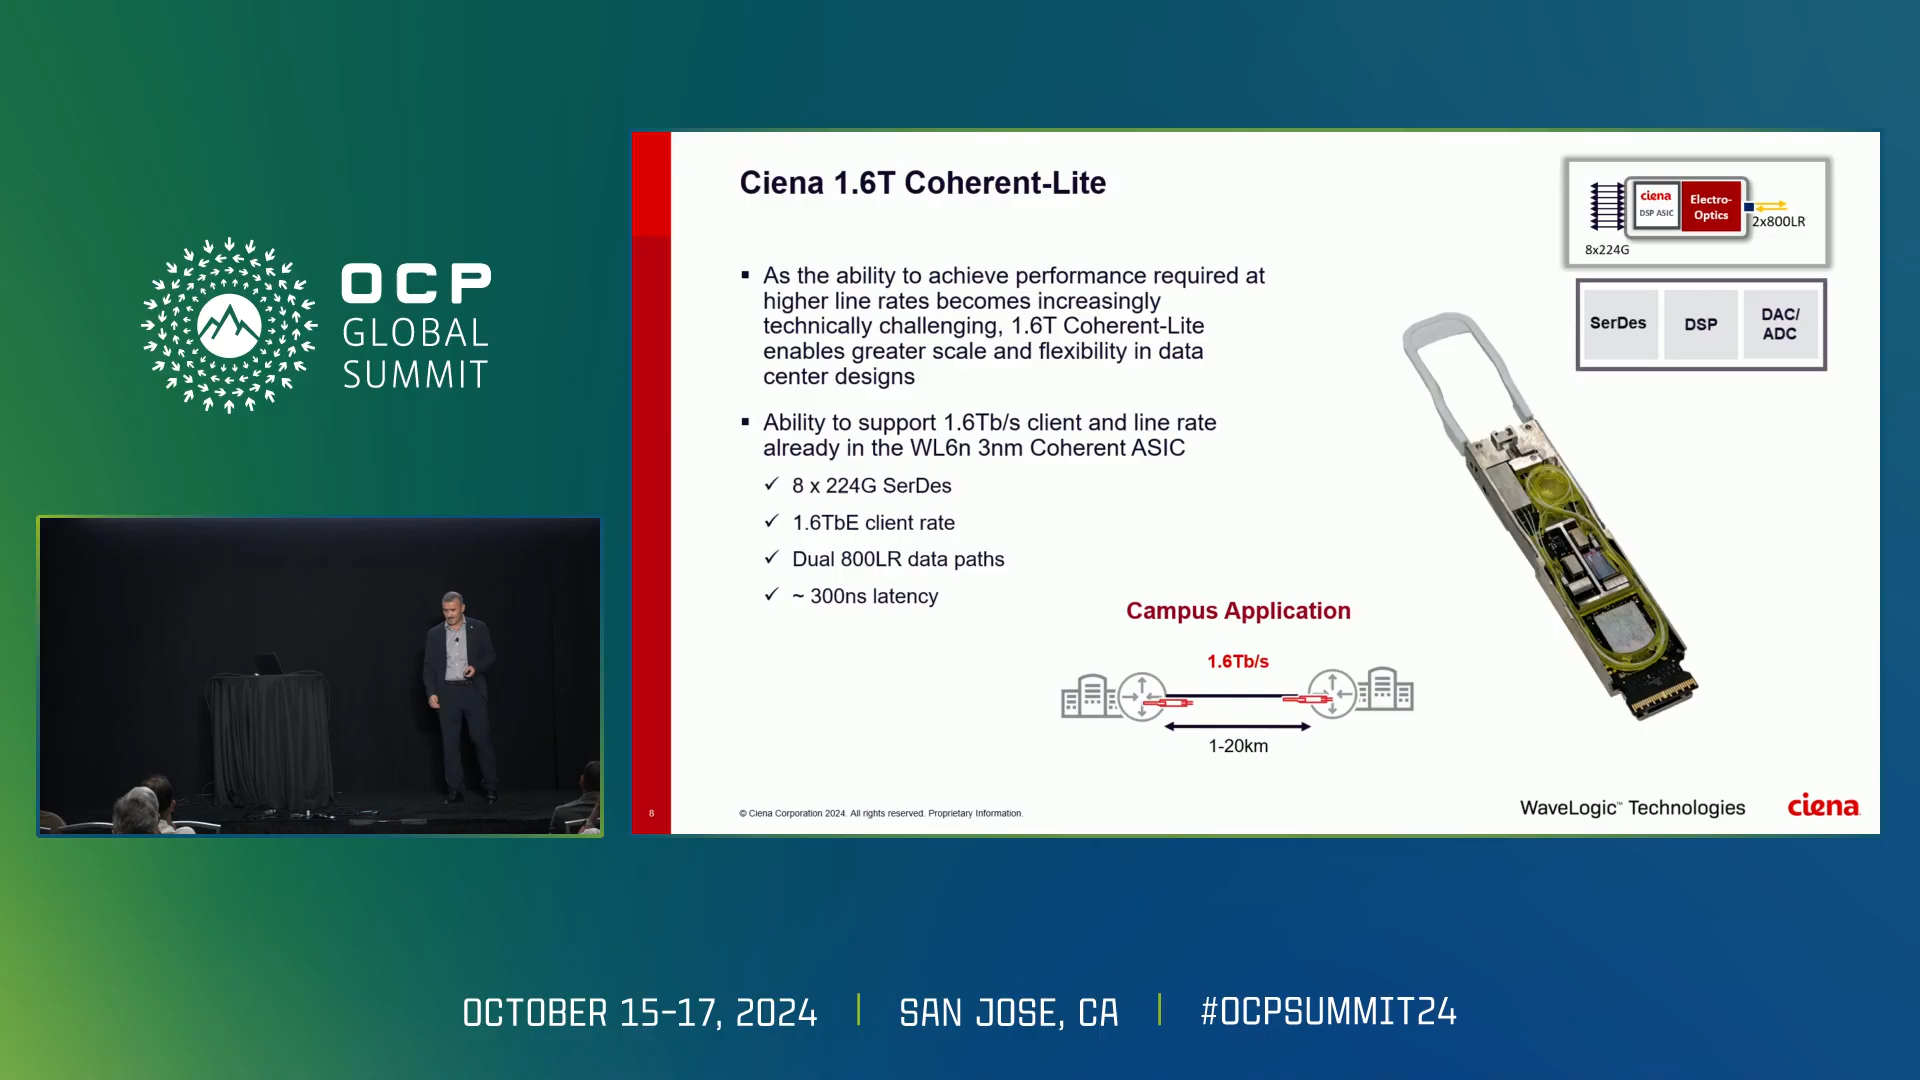 OCP
GLOBAL
SUMMIT
Ciena 1.6T Coherent-Lite
▪ As the ability to achieve performance required at
higher line rates becomes increasingly
technically challenging, 1.6T Coherent-Lite
enables greater scale and flexibility in data
center designs
▪ Ability to support 1.6Tb/s client and line rate
already in the WL6n 3nm Coherent ASIC
✓ 8 x 224G SerDes
✓ 1.6TbE client rate
✓ Dual 800LR data paths
✓ ~ 300ns latency
ciena
DSP ASIC
Electro-
Optics
2x800LR
8x224G
SerDes
DSP
DAC/
ADC
Campus Application
1.6Tb/s
1-20km
8
© Ciena Corporation 2024. All rights reserved. Proprietary Information.
WaveLogic™ Technologies
ciena
OCTOBER 15-17, 2024 | SAN JOSE, CA | #OCPSUMMIT24